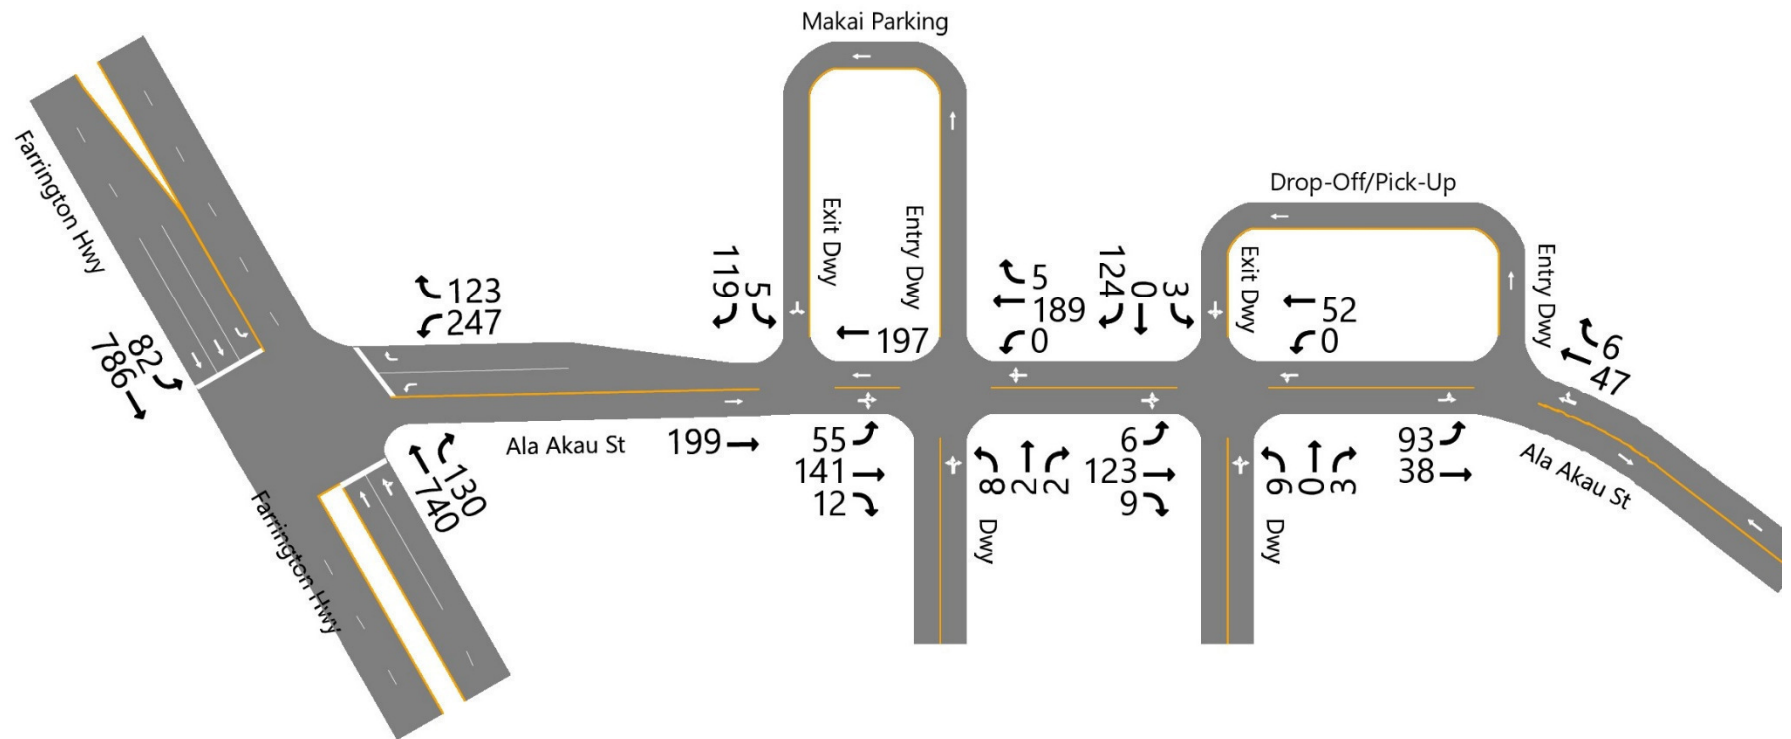 Makai Parking
Drop-Off/Pick-Up
Farrington Hwy
82
786
123
247
119
5
Exit Dwy
Entry Dwy
197
5
189
0
124
0
3
Exit Dwy
52
0
Entry Dwy
6
47
130
740
Farrington Hwy
Ala Akau St
199
55
141
12
8
2
2
Dwy
6
123
9
9
0
3
Dwy
93
38
Ala Akau St